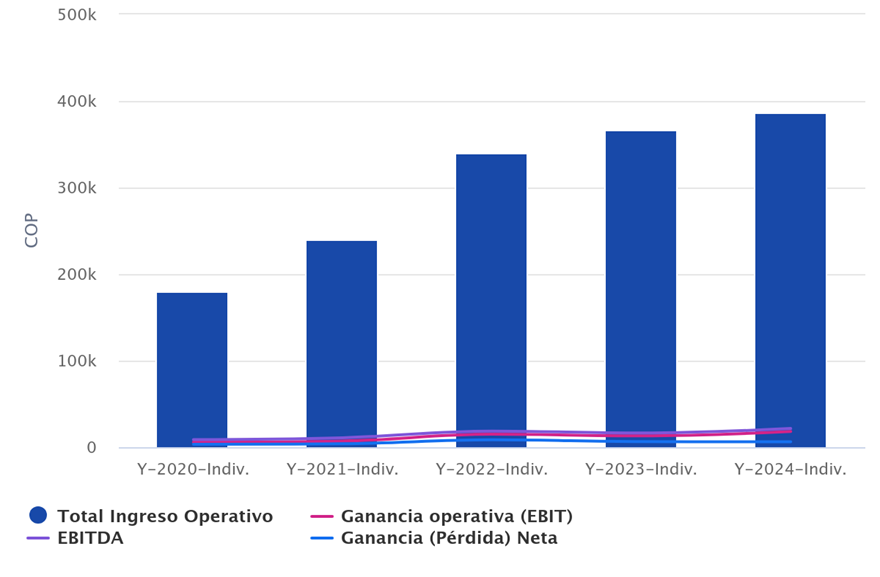 500k
400k
300k
200k
100k
0
COP
Y-2020-Indiv.
Y-2021-Indiv.
Y-2022-Indiv.
Y-2023-Indiv.
Y-2024-Indiv.
Total Ingreso Operativo
Ganancia operativa (EBIT)
EBITDA
Ganancia (Pérdida) Neta